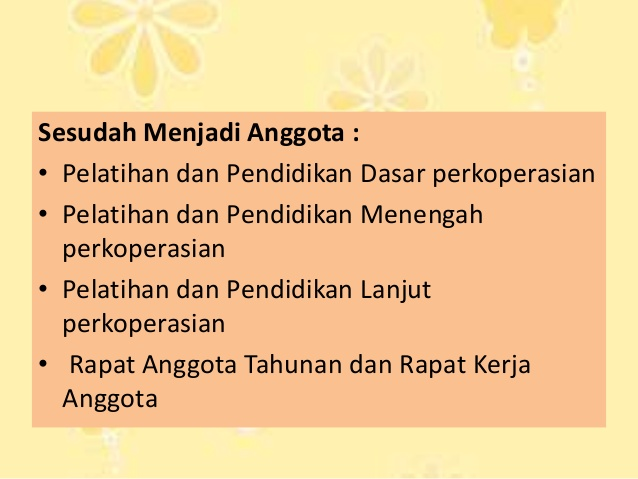 Sesudah Menjadi Anggota :
• Pelatihan dan Pendidikan Dasar perkoperasian
• Pelatihan dan Pendidikan Menengah
perkoperasian
• Pelatihan dan Pendidikan Lanjut
perkoperasian
• Rapat Anggota Tahunan dan Rapat Kerja
Anggota